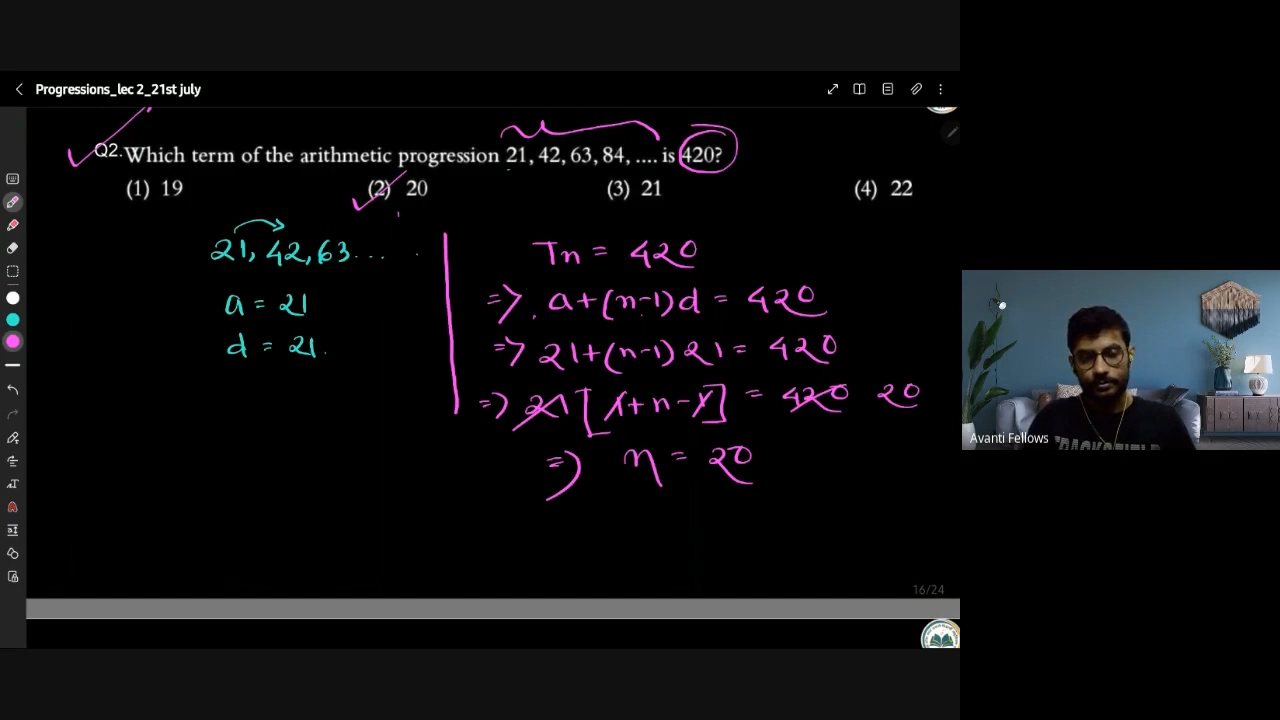 Progressions_lec 2_21st july
Q2. Which term of the arithmetic progression 21, 42, 63, 84, .... is 420?
(1) 19 (2) 20 (3) 21 (4) 22
21, 42, 63...
a = 21
d = 21.
Tn = 420
=> a+(n-1)d = 420
=> 21+(n-1)21 = 420
=> 21[1+n-1] = 420 20
=> n = 20
16/24
Avanti Fellows